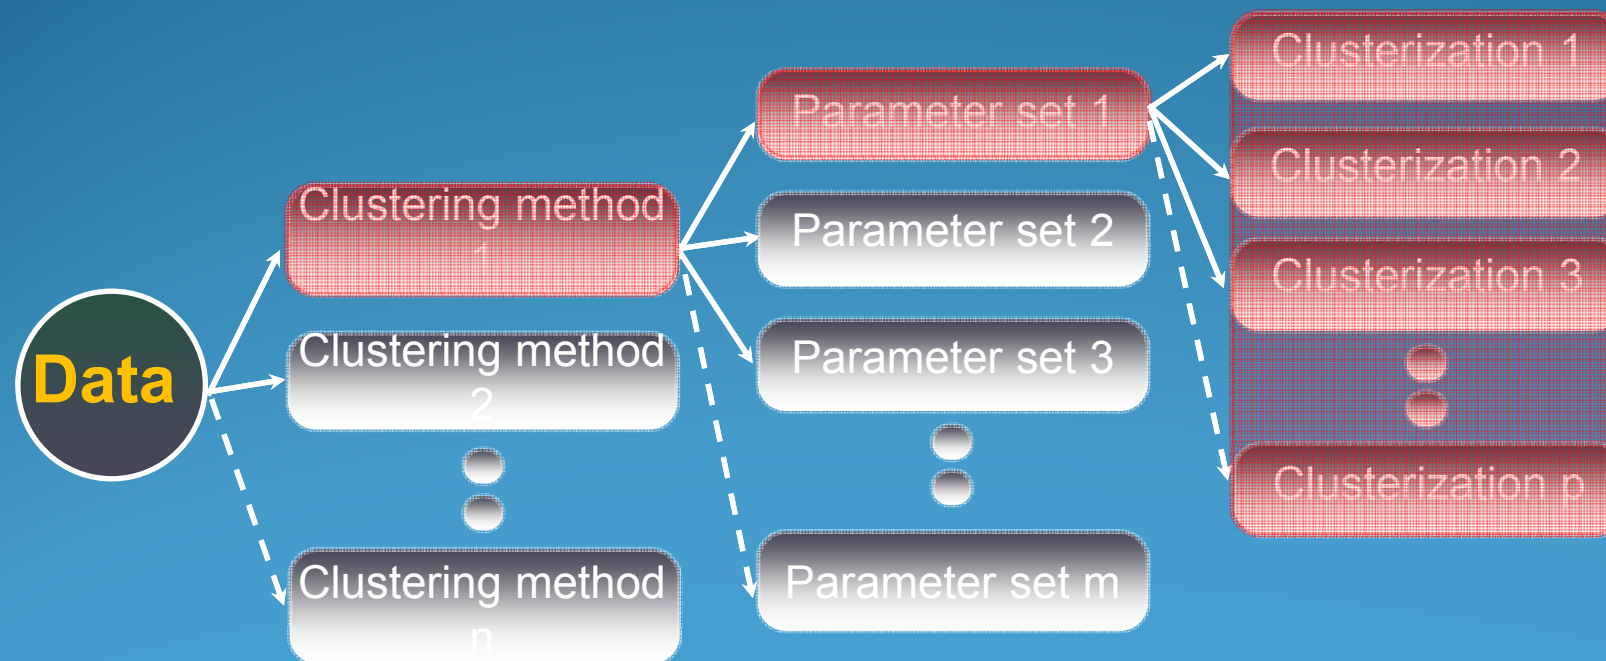 Data
Clustering method
1
Clustering method
2
Clustering method
n
Parameter set 1
Parameter set 2
Parameter set 3
Parameter set m
Clusterization 1
Clusterization 2
Clusterization 3
Clusterization p